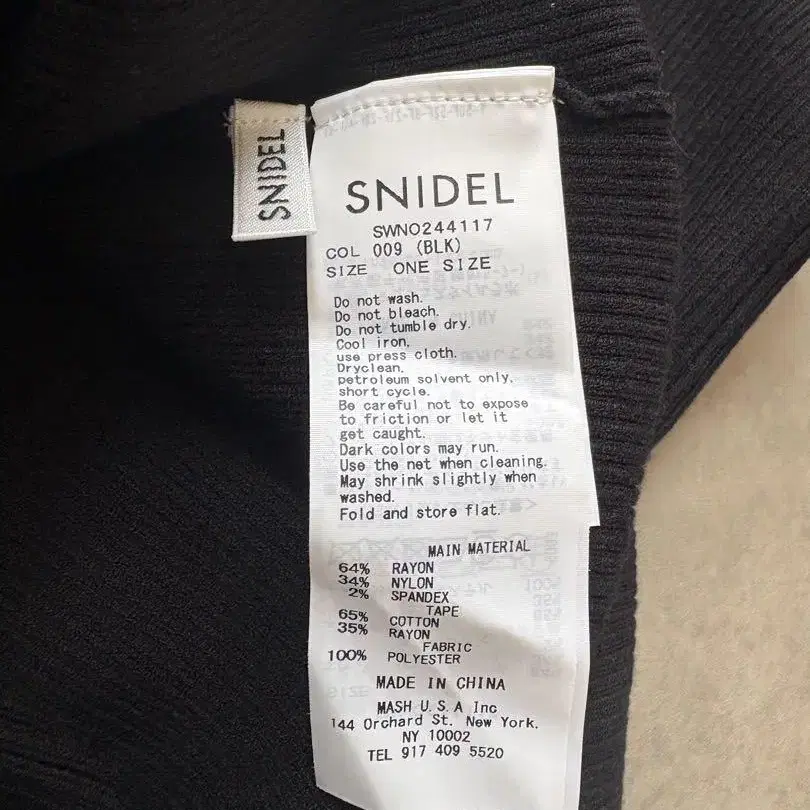 SNIDEL
SNIDEL
SWNO244117
COL 009 (BLK)
SIZE ONE SIZE
Do not wash.
Do not bleach.
Do not tumble dry.
Cool iron,
use press cloth.
Dryclean,
petroleum solvent only,
short cycle.
Be careful not to expose
to friction or let it
get caught.
Dark colors may run.
Use the net when cleaning.
May shrink slightly when
washed.
Fold and store flat.
MAIN MATERIAL
64% RAYON
34% NYLON
2% SPANDEX
TAPE
65% COTTON
35% RAYON
FABRIC
100% POLYESTER
MADE IN CHINA
MASH U.S.A Inc
144 Orchard St. New York.
NY 10002
TEL 917 409 5520